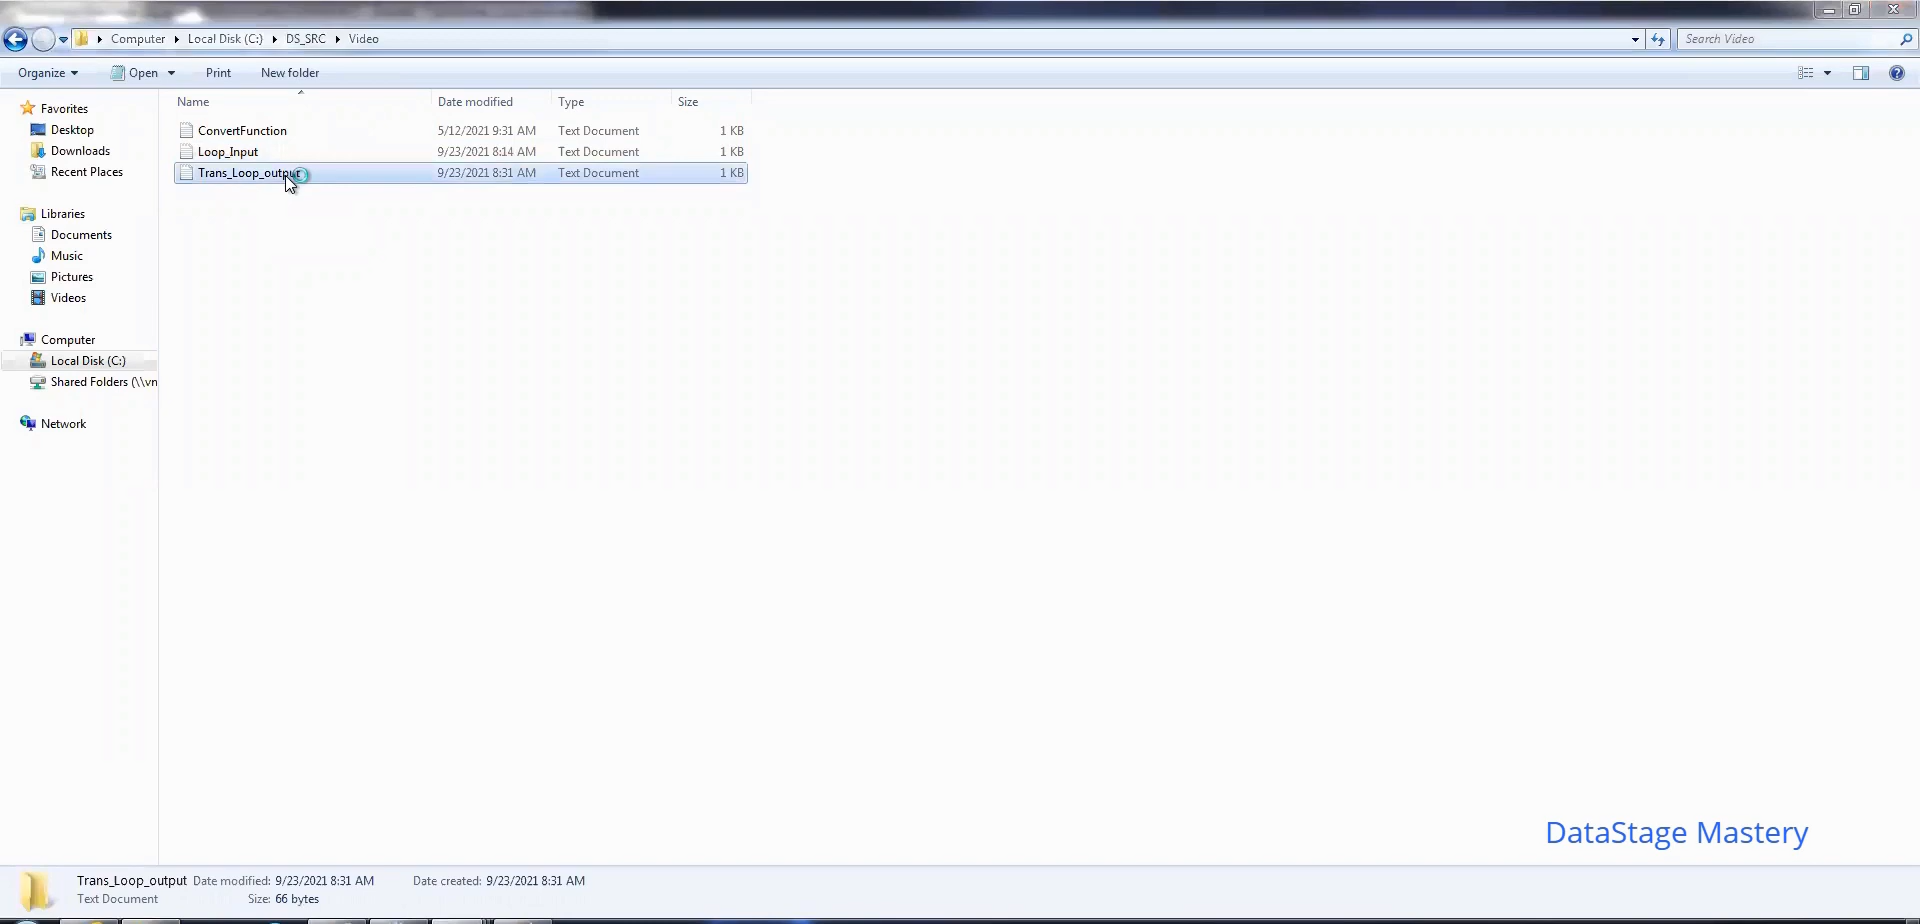 Computer Local Disk (C:) DS_SRC Video Search Video
Organize Open Print New folder
Name Date modified Type Size
ConvertFunction 5/12/2021 9:31 AM Text Document 1 KB
Loop_Input 9/23/2021 8:14 AM Text Document 1 KB
Trans_Loop_output 9/23/2021 8:31 AM Text Document 1 KB
Favorites
Desktop
Downloads
Recent Places
Libraries
Documents
Music
Pictures
Videos
Computer
Local Disk (C:)
Shared Folders (\\vn
Network
DataStage Mastery
Trans_Loop_output Date modified: 9/23/2021 8:31 AM Date created: 9/23/2021 8:31 AM
Text Document Size: 66 bytes